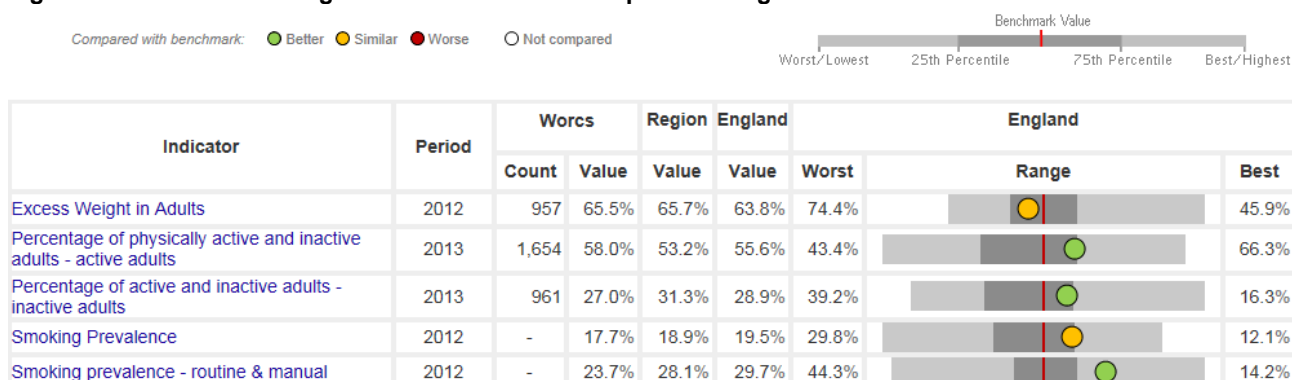 Compared with benchmark: Better Similar Worse Not compared
Benchmark Value
Worst/Lowest 25th Percentile 75th Percentile Best/Highest
Indicator Period Worcs Region England England
Count Value Value Value Worst Range Best
Excess Weight in Adults 2012 957 65.5% 65.7% 63.8% 74.4% 45.9%
Percentage of physically active and inactive
adults - active adults 2013 1,654 58.0% 53.2% 55.6% 43.4% 66.3%
Percentage of active and inactive adults -
inactive adults 2013 961 27.0% 31.3% 28.9% 39.2% 16.3%
Smoking Prevalence 2012 - 17.7% 18.9% 19.5% 29.8% 12.1%
Smoking prevalence - routine & manual 2012 - 23.7% 28.1% 29.7% 44.3% 14.2%